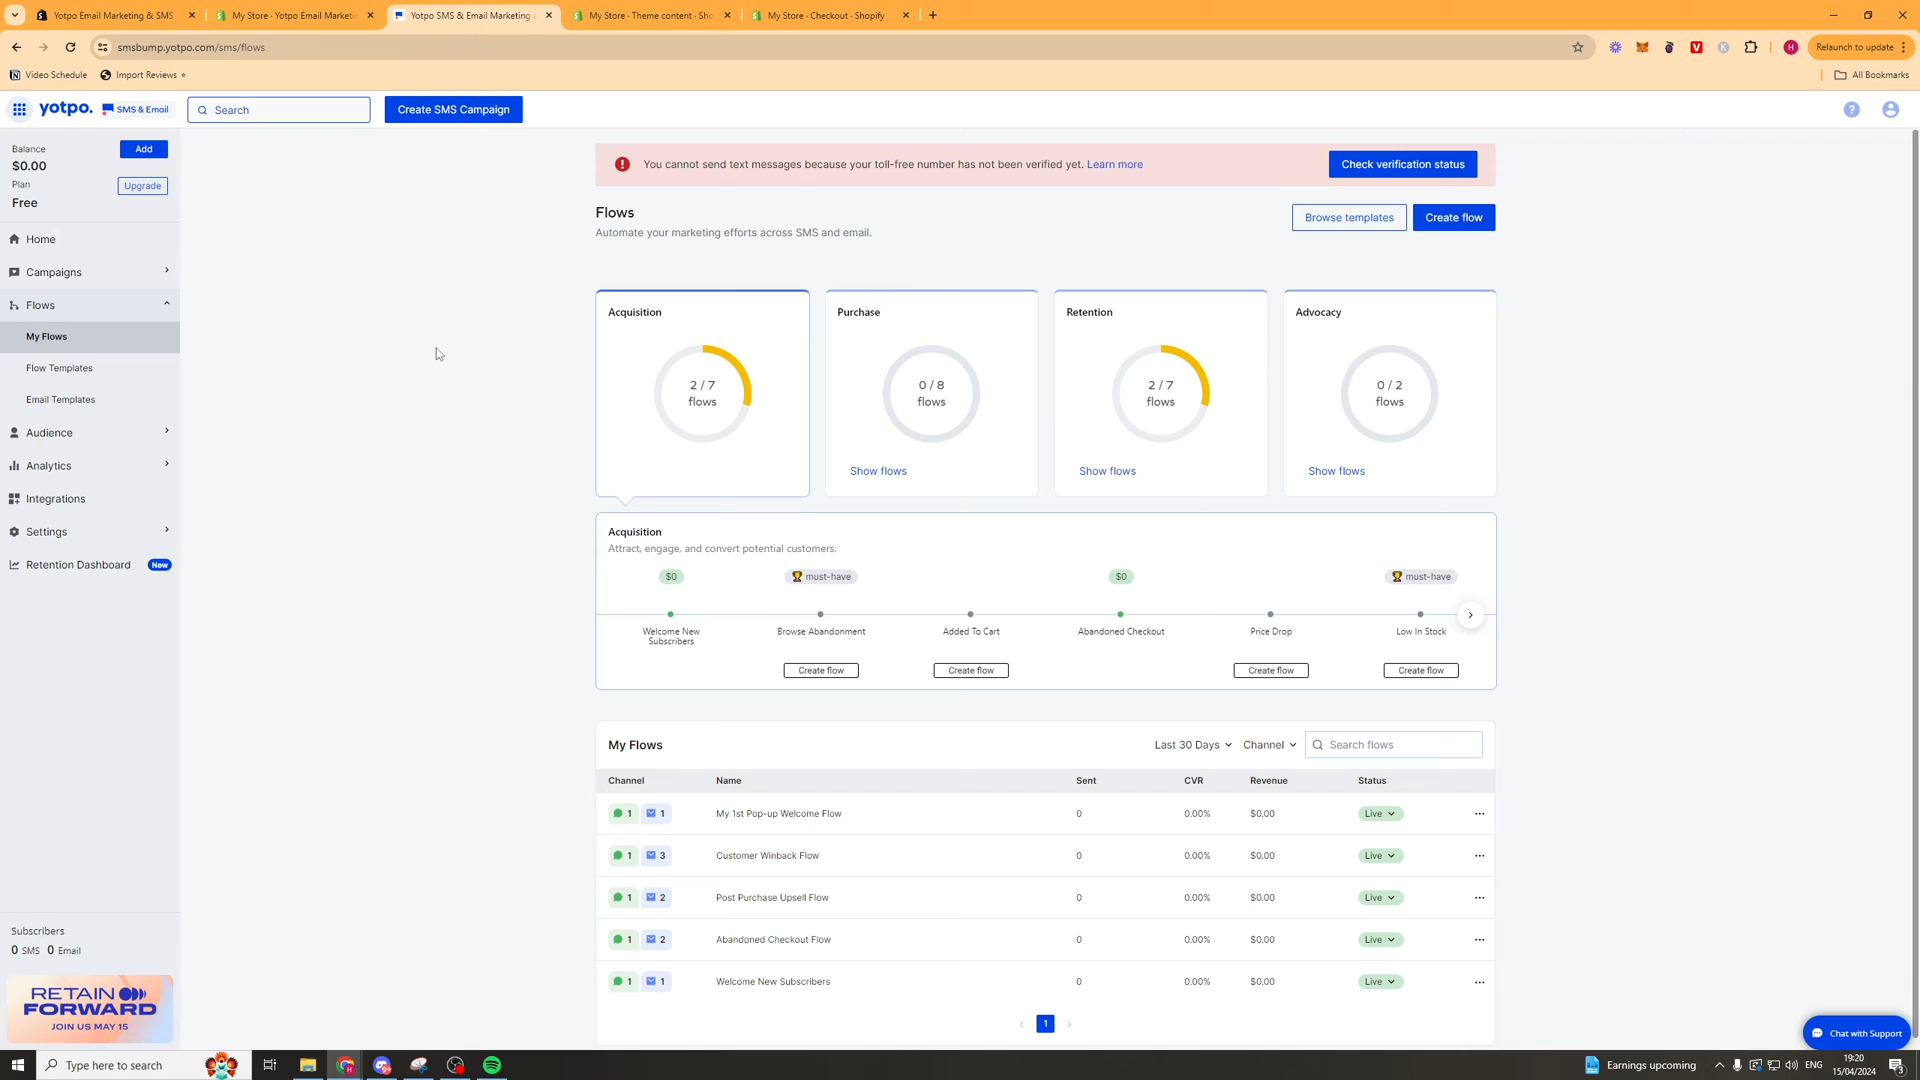 Yotpo Email Marketing & SMS
My Store · Yotpo Email Marketin
Yotpo SMS & Email Marketing a
My Store · Theme content · Sho
My Store · Checkout · Shopify
smsbump.yotpo.com/sms/flows
Relaunch to update
Video Schedule
Import Reviews
All Bookmarks
yotpo.
SMS & Email
Search
Create SMS Campaign
Balance
$0.00
Add
Plan
Free
Upgrade
Home
Campaigns
Flows
My Flows
Flow Templates
Email Templates
Audience
Analytics
Integrations
Settings
Retention Dashboard
New
Subscribers
0 SMS 0 Email
RETAIN
FORWARD
JOIN US MAY 15
You cannot send text messages because your toll-free number has not been verified yet. Learn more
Check verification status
Flows
Automate your marketing efforts across SMS and email.
Browse templates
Create flow
Acquisition
2 / 7
flows
Purchase
0 / 8
flows
Show flows
Retention
2 / 7
flows
Show flows
Advocacy
0 / 2
flows
Show flows
Acquisition
Attract, engage, and convert potential customers.
$0
must-have
$0
must-have
Welcome New
Subscribers
Browse Abandonment
Added To Cart
Abandoned Checkout
Price Drop
Low In Stock
Create flow
Create flow
Create flow
Create flow
My Flows
Last 30 Days
Channel
Search flows
Channel Name Sent CVR Revenue Status
1 1 My 1st Pop-up Welcome Flow 0 0.00% $0.00 Live
1 3 Customer Winback Flow 0 0.00% $0.00 Live
1 2 Post Purchase Upsell Flow 0 0.00% $0.00 Live
1 2 Abandoned Checkout Flow 0 0.00% $0.00 Live
1 1 Welcome New Subscribers 0 0.00% $0.00 Live
1
Chat with Support
Type here to search
Earnings upcoming
ENG
19:20
15/04/2024
3